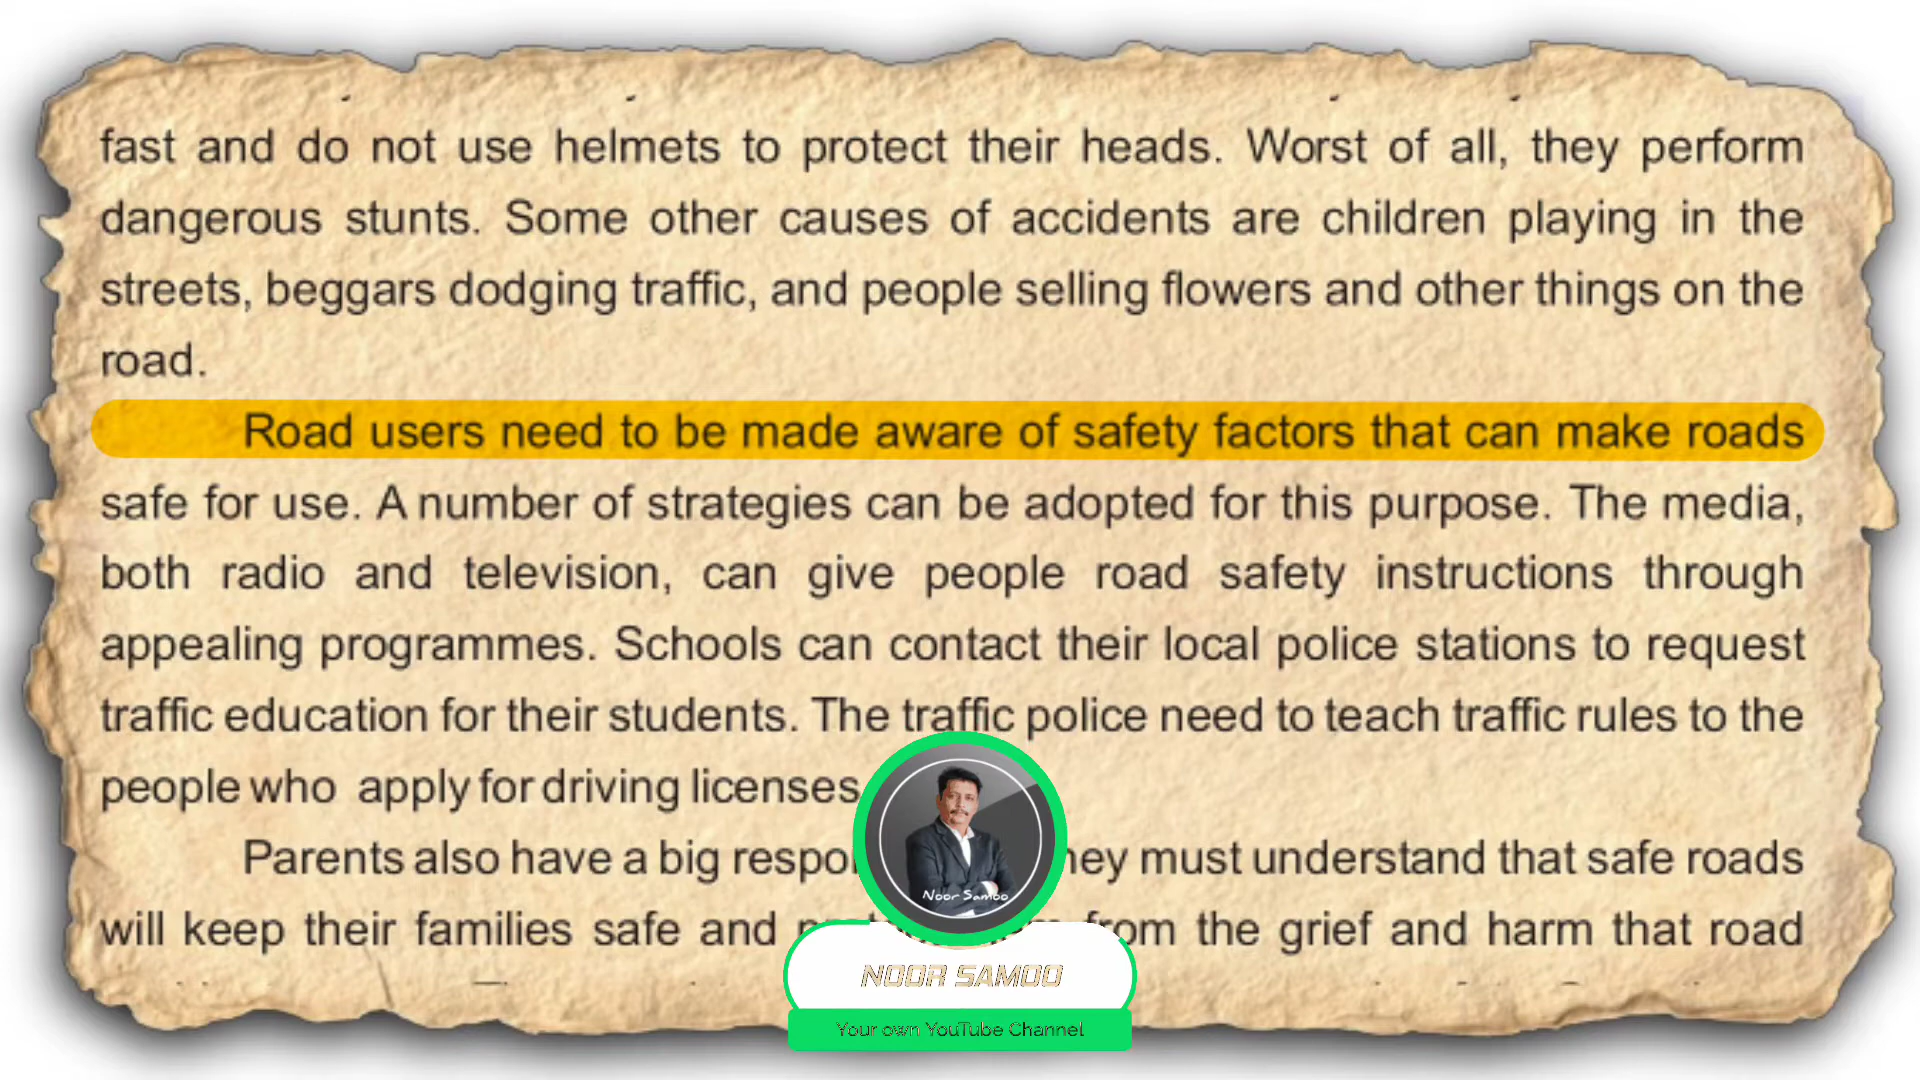 fast and do not use helmets to protect their heads. Worst of all, they perform
dangerous stunts. Some other causes of accidents are children playing in the
streets, beggars dodging traffic, and people selling flowers and other things on the
road.
Road users need to be made aware of safety factors that can make roads
safe for use. A number of strategies can be adopted for this purpose. The media,
both radio and television, can give people road safety instructions through
appealing programmes. Schools can contact their local police stations to request
traffic education for their students. The traffic police need to teach traffic rules to the
people who apply for driving licenses
Parents also have a big must understand that safe roads
will keep their families safe and from the grief and harm that road
Noor Samoo
NOOR SAMOO
Your own YouTube Channel